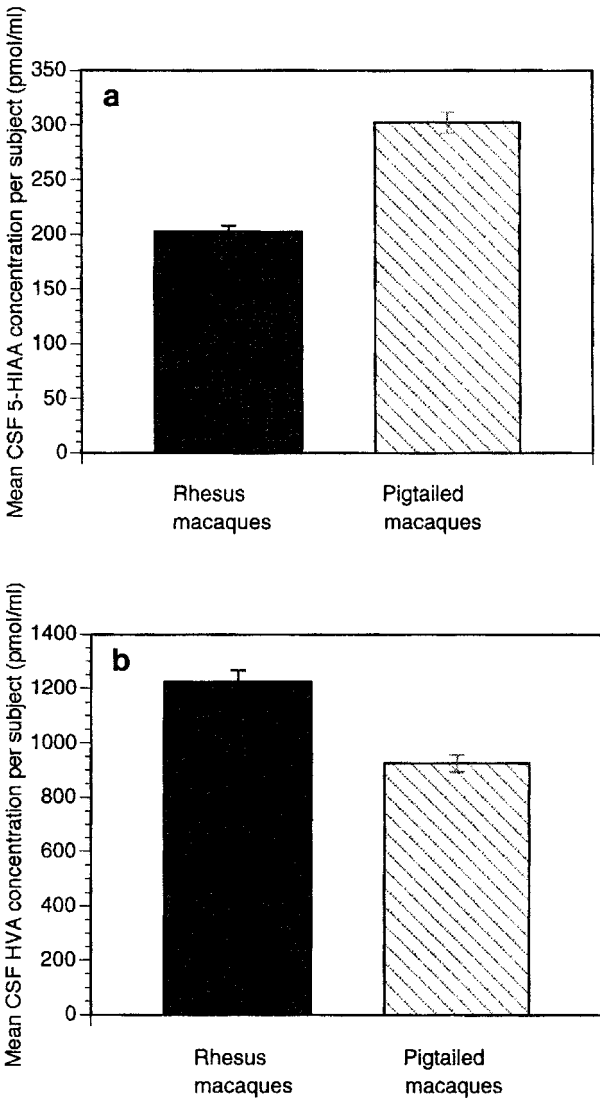 Mean CSF 5-HIAA concentration per subject (pmol/ml)
350
300
250
200
150
100
50
0
a
Rhesus
macaques
Pigtailed
macaques
Mean CSF HVA concentration per subject (pmol/ml)
1400
1200
1000
800
600
400
200
0
b
Rhesus
macaques
Pigtailed
macaques